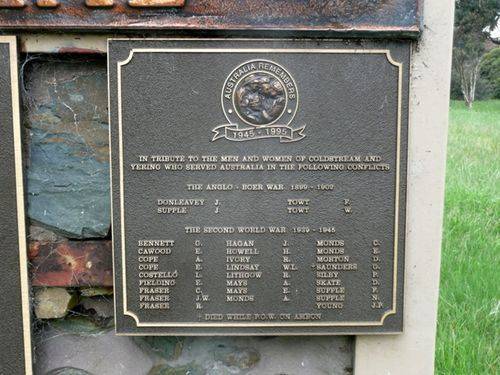 AUSTRALIA REMEMBERS
1945 - 1995
IN TRIBUTE TO THE MEN AND WOMEN OF COLDSTREAM AND
YERING WHO SERVED AUSTRALIA IN THE FOLLOWING CONFLICTS
THE ANGLO - BOER WAR 1899 - 1902
DONLEAVEY J. TOWT F.
SUPPLE J. TOWT W.
THE SECOND WORLD WAR 1939 - 1945
BENNETT G. HAGAN J. MONDS C.
CAWOOD E. HOWELL H. MONDS E.
COPE A. IVORY R. MORTON D.
COPE E. LINDSAY W.L. +SAUNDERS G.
COSTELLO L. LITHGOW R. SILEY P.
FIELDING E. MAYS A. SKATE D.
FRASER C. MAYS E. SUPPLE F.
FRASER J.W. MONDS A. SUPPLE N.
FRASER R. YOUNG J.P.
+ DIED WHILE P.O.W. ON AMBON